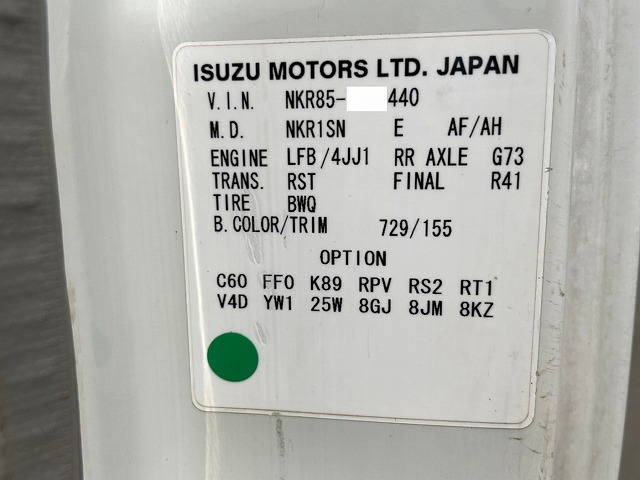 ISUZU MOTORS LTD. JAPAN
V.I.N. NKR85- 440
M.D. NKR1SN E AF/AH
ENGINE LFB/4JJ1 RR AXLE G73
TRANS. RST FINAL R41
TIRE BWQ
B.COLOR/TRIM 729/155
OPTION
C60 FF0 K89 RPV RS2 RT1
V4D YW1 25W 8GJ 8JM 8KZ